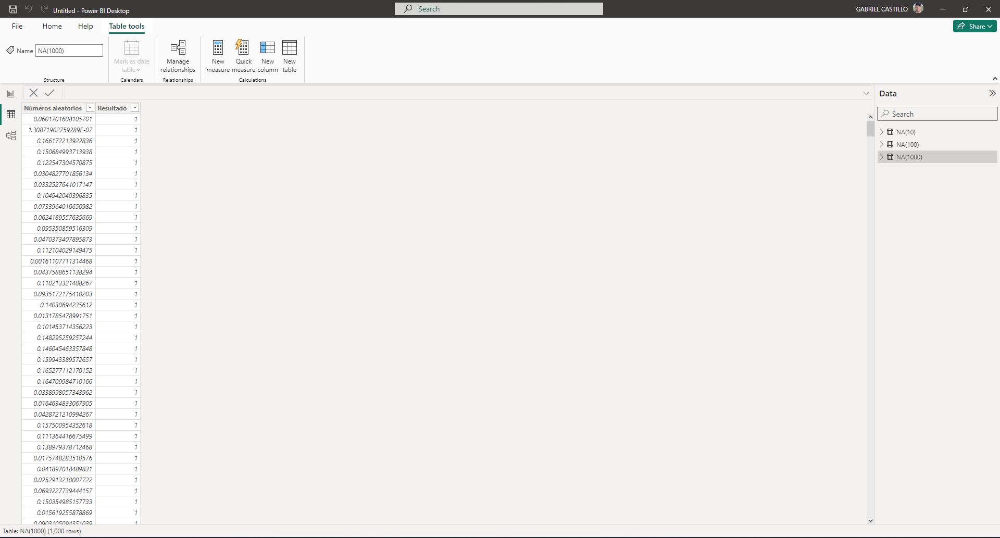 Untitled - Power BI Desktop
Search
GABRIEL CASTILLO
File
Home
Help
Table tools
Share
Name
NA(1000)
Mark as date
table
Manage
relationships
New
measure
Quick
measure
New
column
New
table
Structure
Calendars
Relationships
Calculations
Data
Search
NA(10)
NA(100)
NA(1000)
Números aleatorios Resultado
0.0601701608105701 1
1.30871902759289E-07 1
0.166172213922836 1
0.150684993713938 1
0.122547304570875 1
0.0304827701856134 1
0.0332527641017147 1
0.104942040396835 1
0.0733964016650982 1
0.0624189557635669 1
0.095350859516309 1
0.0470373407895873 1
0.112104029149475 1
0.00161107711314468 1
0.0437588651138294 1
0.110213321408267 1
0.0935172175410203 1
0.14030694235612 1
0.0131785478991751 1
0.101453714356223 1
0.148295259257244 1
0.146045463357848 1
0.159943389572657 1
0.165277112170152 1
0.164709984710166 1
0.0338998057343962 1
0.0164634833067905 1
0.0428721210994267 1
0.157500954352618 1
0.111364416675499 1
0.138979378712468 1
0.0175748283510576 1
0.041897018489831 1
0.0252913210007722 1
0.0693227739444157 1
0.150354985157733 1
0.015619255878869 1
0.0903105094351039 1
Table: NA(1000) (1,000 rows)